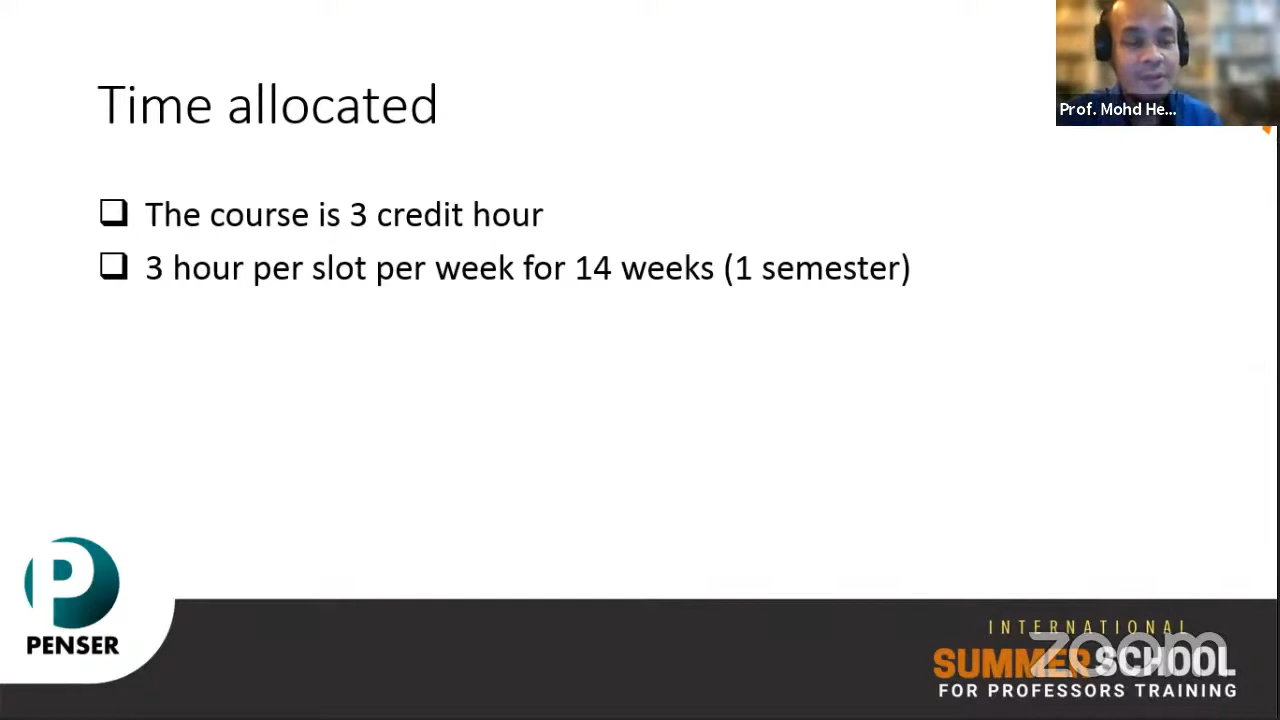 Time allocated
Prof. Mohd He...
The course is 3 credit hour
3 hour per slot per week for 14 weeks (1 semester)
P
PENSER
INTERNATIONAL
SUMMER SCHOOL
zoom
FOR PROFESSORS TRAINING